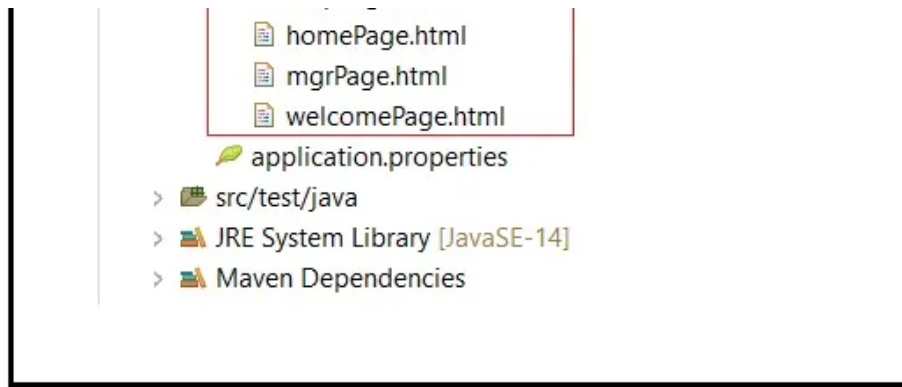 homePage.html
mgrPage.html
welcomePage.html
application.properties
src/test/java
JRE System Library [JavaSE-14]
Maven Dependencies